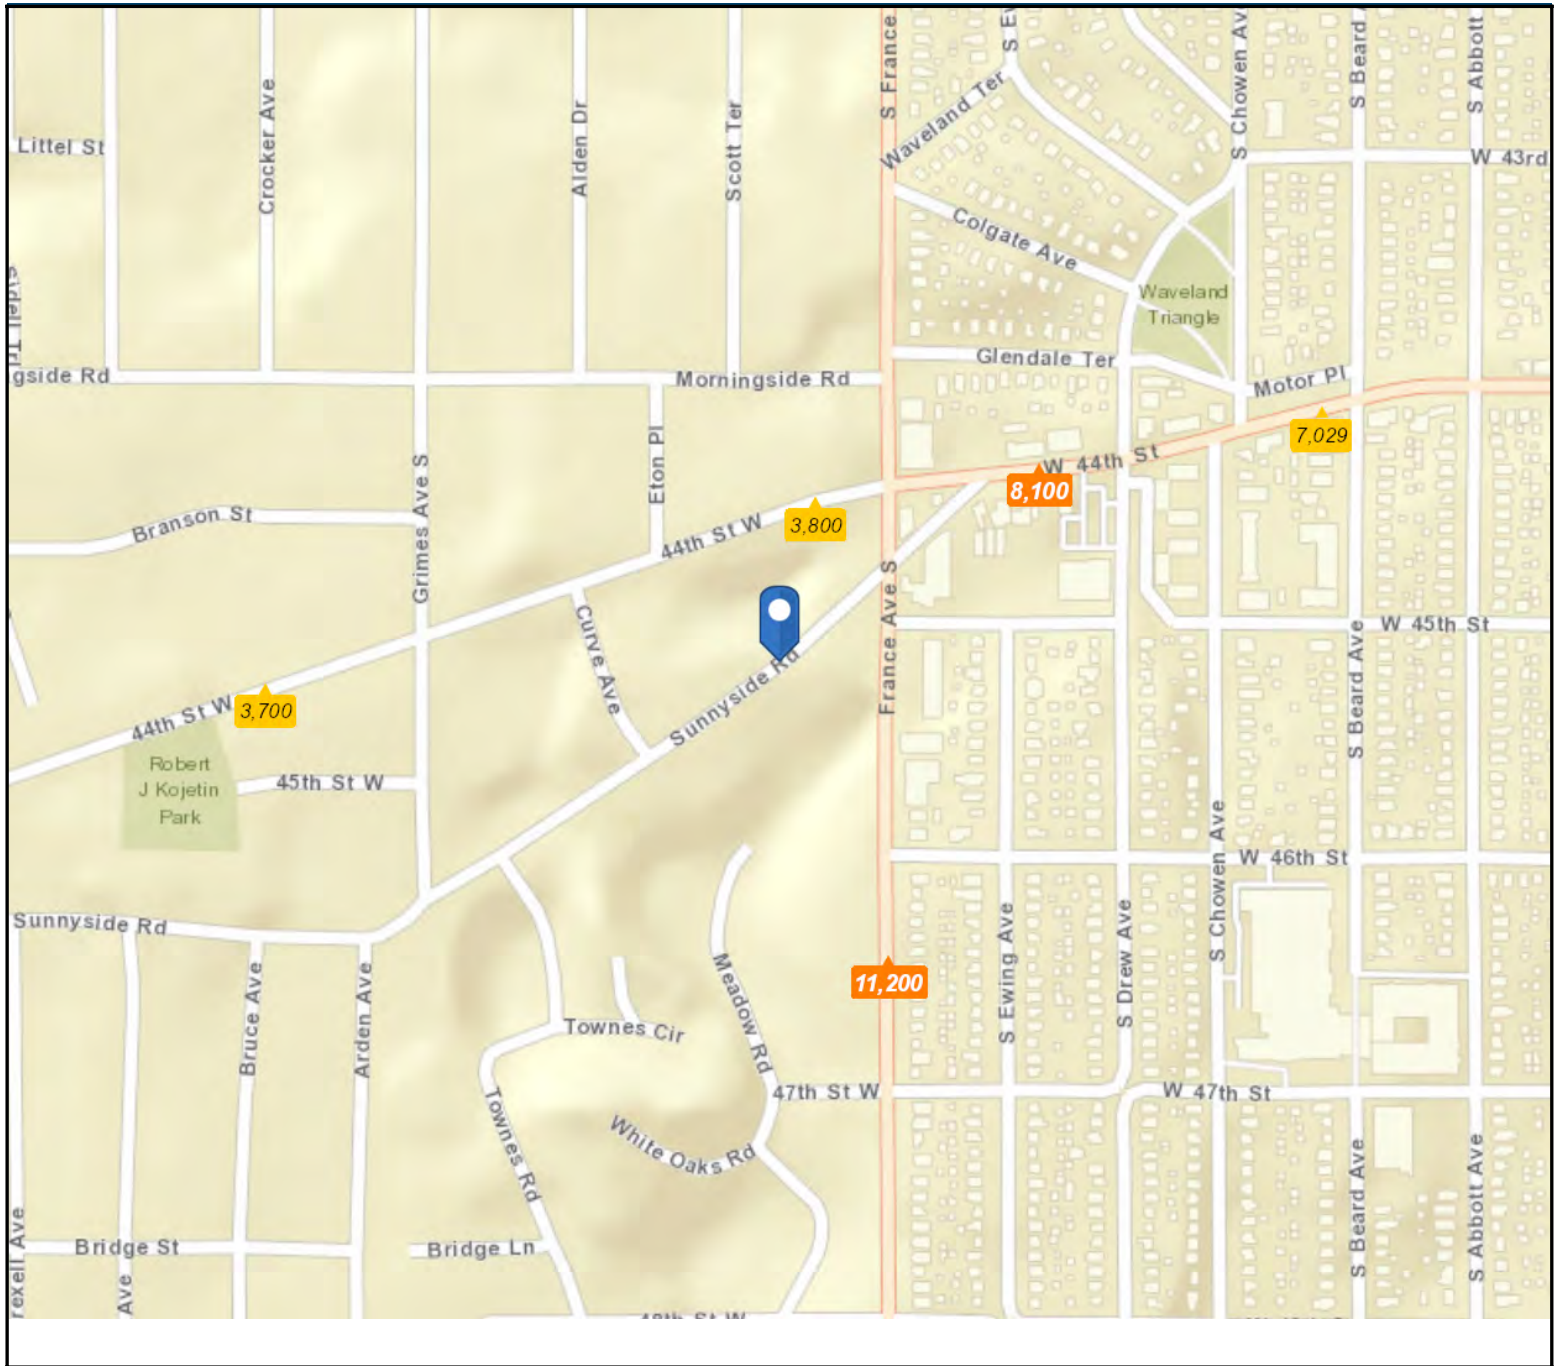 S France
S Chowen Av
S Beard
S Abbott
Crocker Ave
Alden Dr
Scott Ter
Waveland Ter
Littel St
W 43rd
Colgate Ave
Waveland
Triangle
gside Rd
Morningside Rd
Glendale Ter
Motor Pl
7,029
Eton Pl
W 44th St
8,100
Grimes Ave S
Branson St
44th St W
3,800
Curve Ave
France Ave S
W 45th St
S Beard Ave
Sunnyside Rd
44th St W
3,700
Robert
J Kojetin
Park
45th St W
W 46th St
S Chowen Ave
Sunnyside Rd
S Ewing Ave
S Drew Ave
11,200
Meadow Rd
Bruce Ave
Arden Ave
Townes Cir
47th St W
W 47th St
Townes Rd
White Oaks Rd
S Beard Ave
S Abbott Ave
rexell Ave
Bridge St
Bridge Ln
Ave